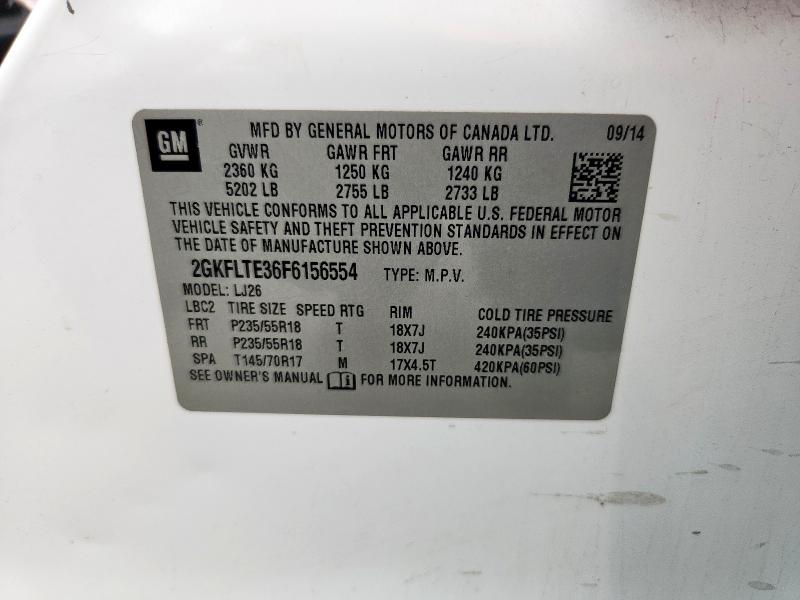 GM ® MFD BY GENERAL MOTORS OF CANADA LTD. 09/14
GVWR GAWR FRT GAWR RR
2360 KG 1250 KG 1240 KG
5202 LB 2755 LB 2733 LB
THIS VEHICLE CONFORMS TO ALL APPLICABLE U.S. FEDERAL MOTOR
VEHICLE SAFETY AND THEFT PREVENTION STANDARDS IN EFFECT ON
THE DATE OF MANUFACTURE SHOWN ABOVE.
2GKFLTE36F6156554 TYPE: M.P.V.
MODEL: LJ26
LBC2 TIRE SIZE SPEED RTG RIM COLD TIRE PRESSURE
FRT P235/55R18 T 18X7J 240KPA(35PSI)
RR P235/55R18 T 18X7J 240KPA(35PSI)
SPA T145/70R17 M 17X4.5T 420KPA(60PSI)
SEE OWNER'S MANUAL FOR MORE INFORMATION.